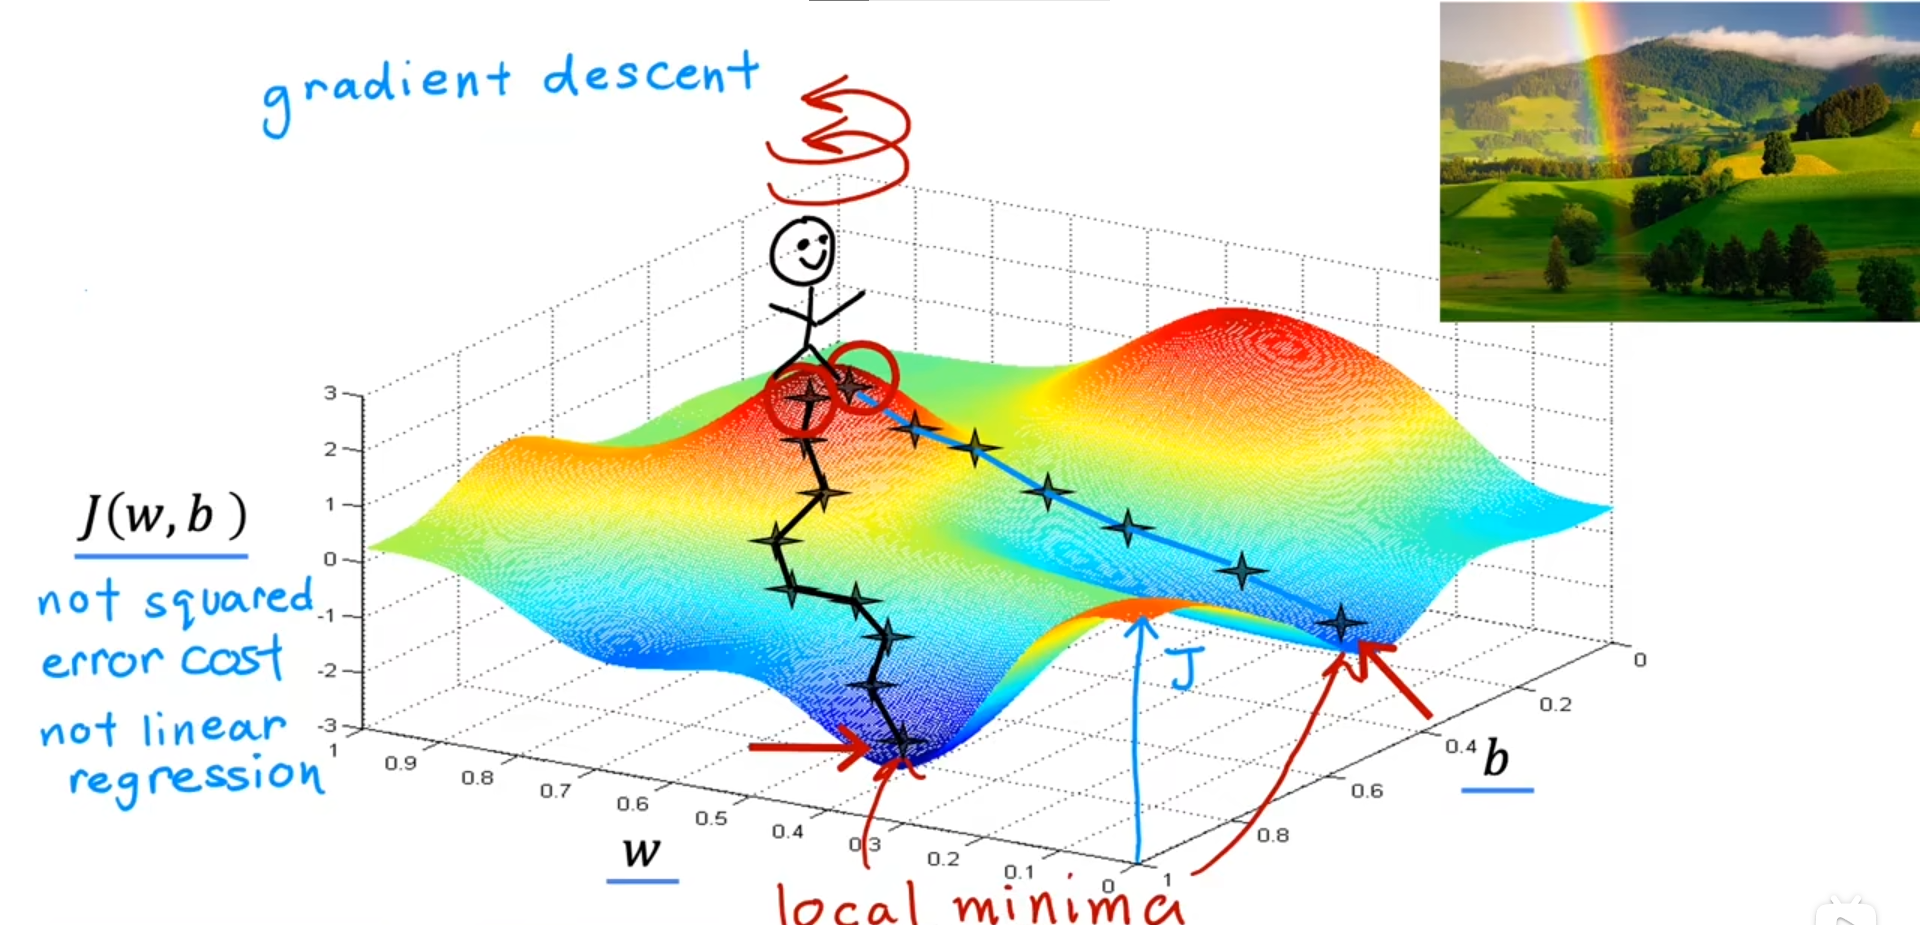 gradient descent
J(w, b )
not squared
error cost
not linear
regression
3
2
1
0
-1
-2
-3
1
0.9
0.8
0.7
0.6
0.5
0.4
0.3
0.2
0.1
0
w
1
0.8
0.6
0.4
0.2
0
b
J
local minima